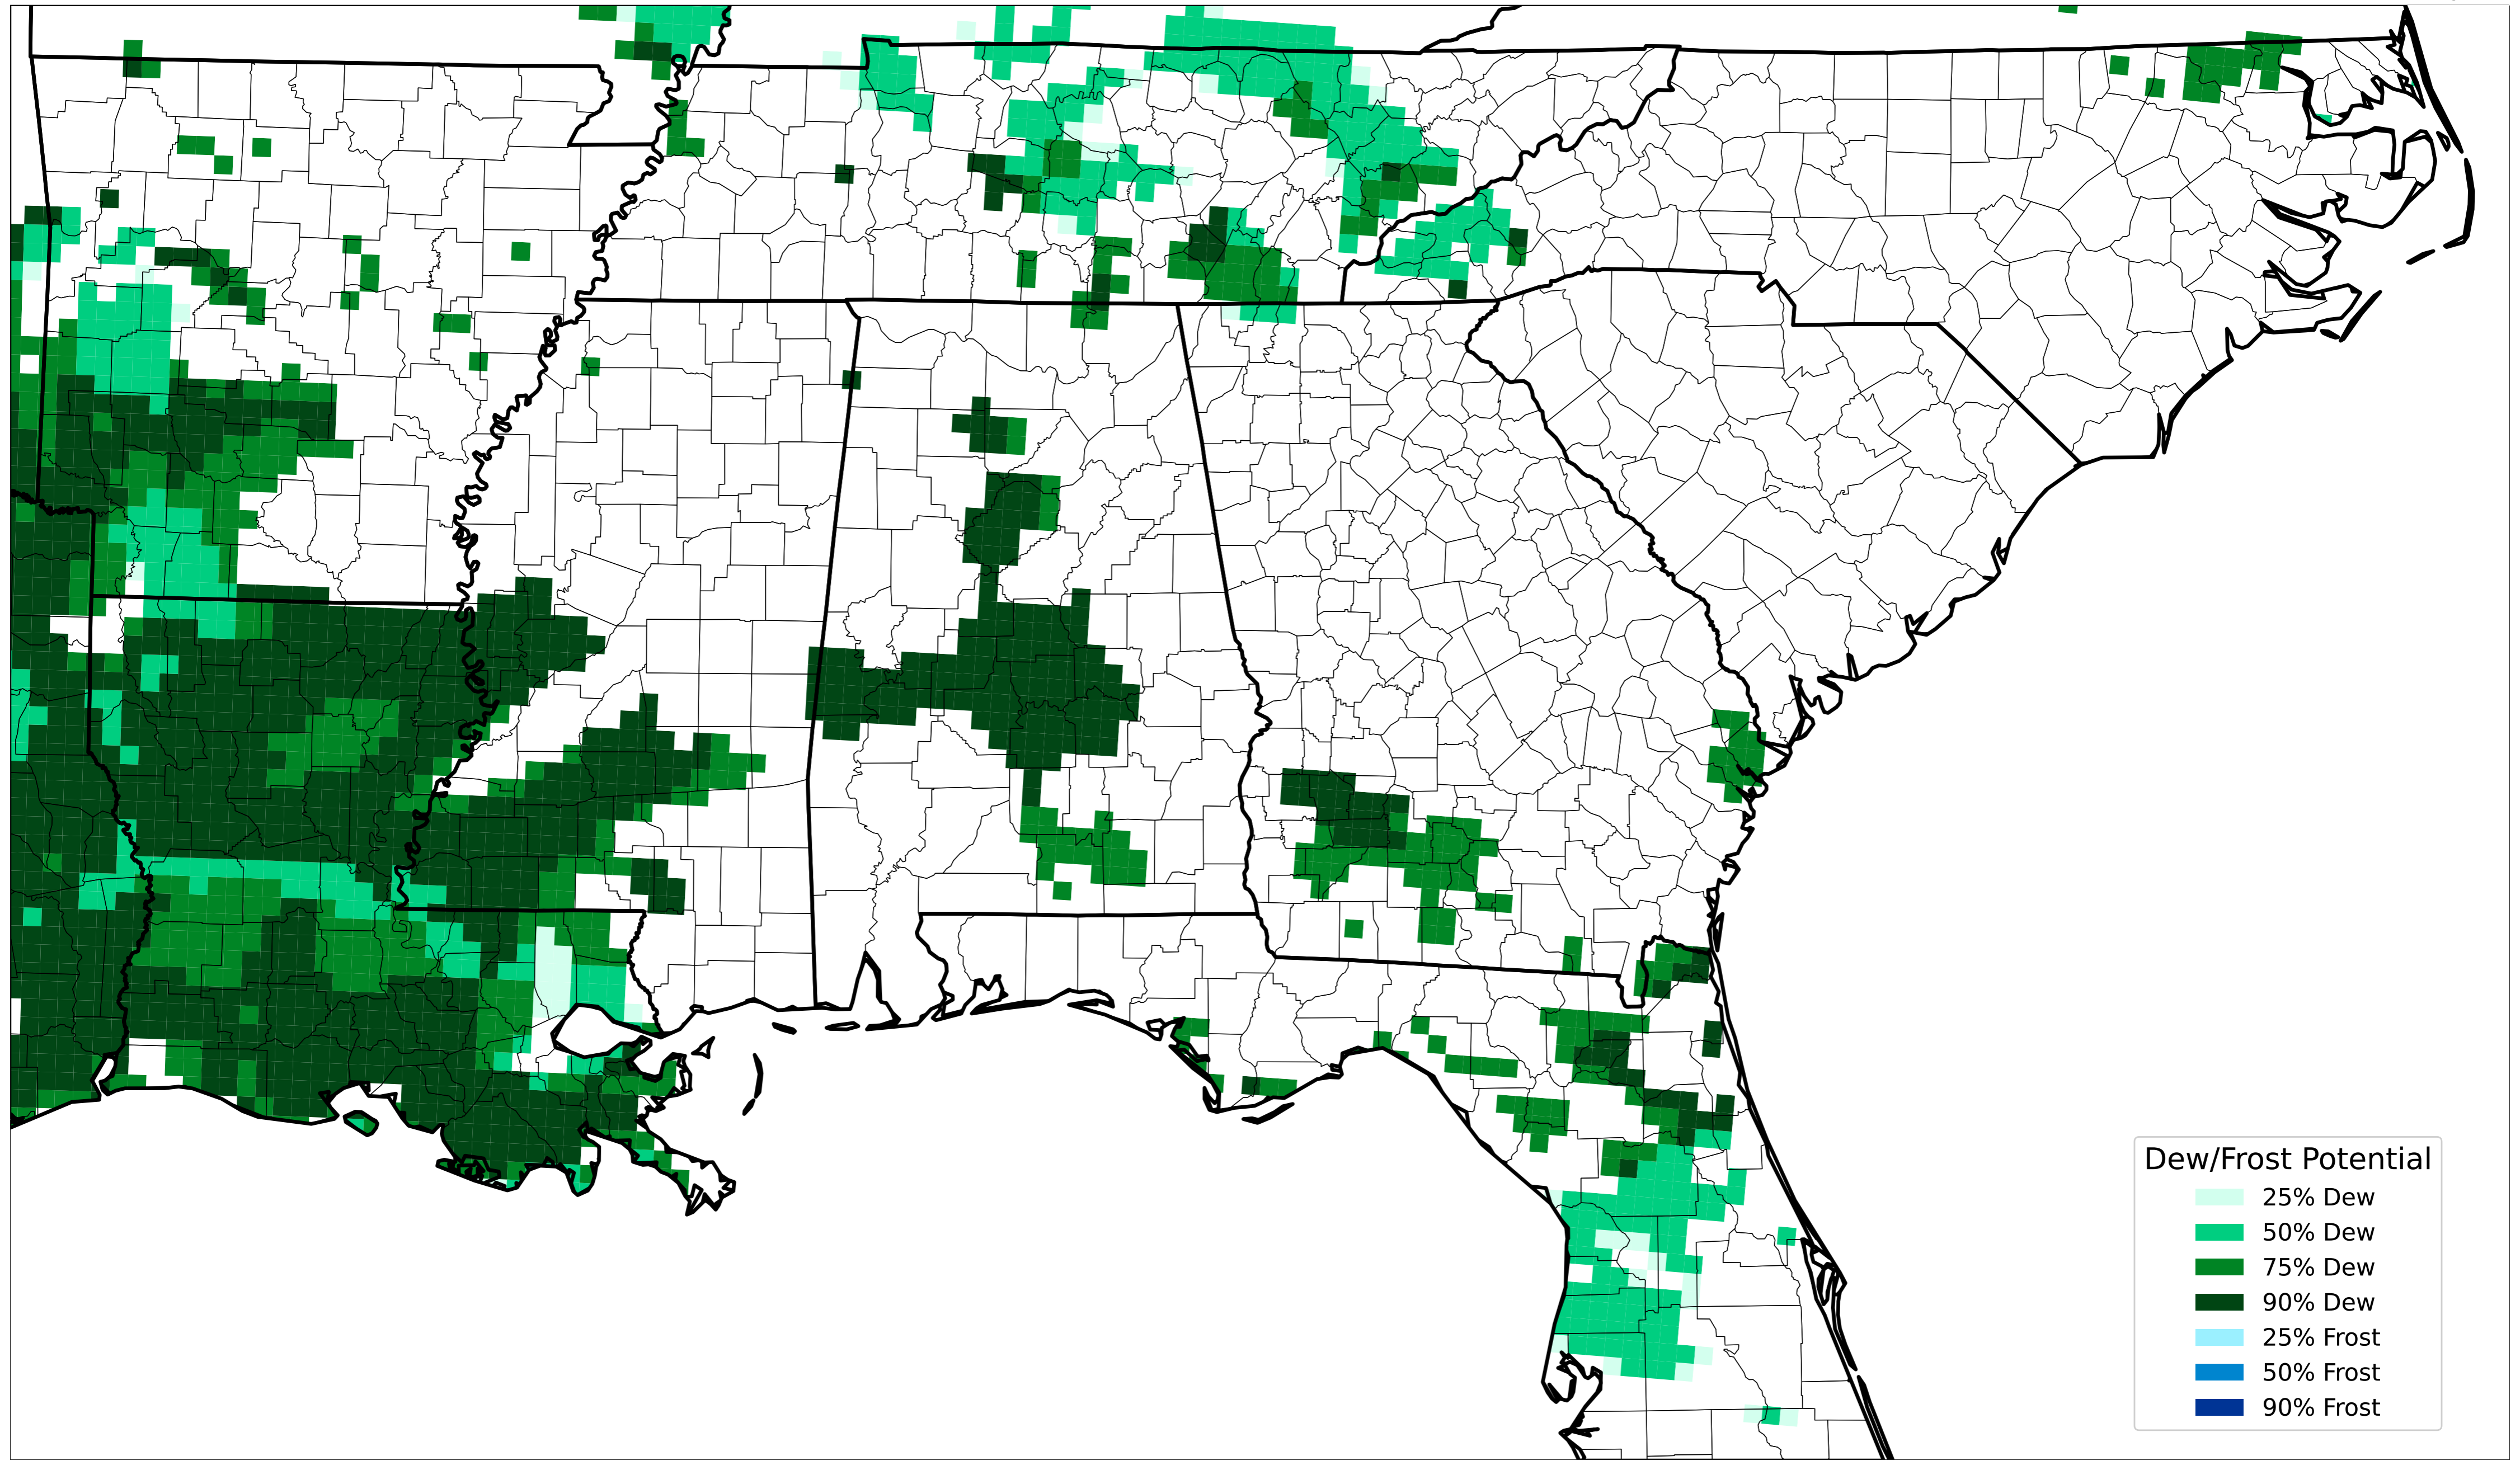 Dew/Frost Potential
25% Dew
50% Dew
75% Dew
90% Dew
25% Frost
50% Frost
90% Frost